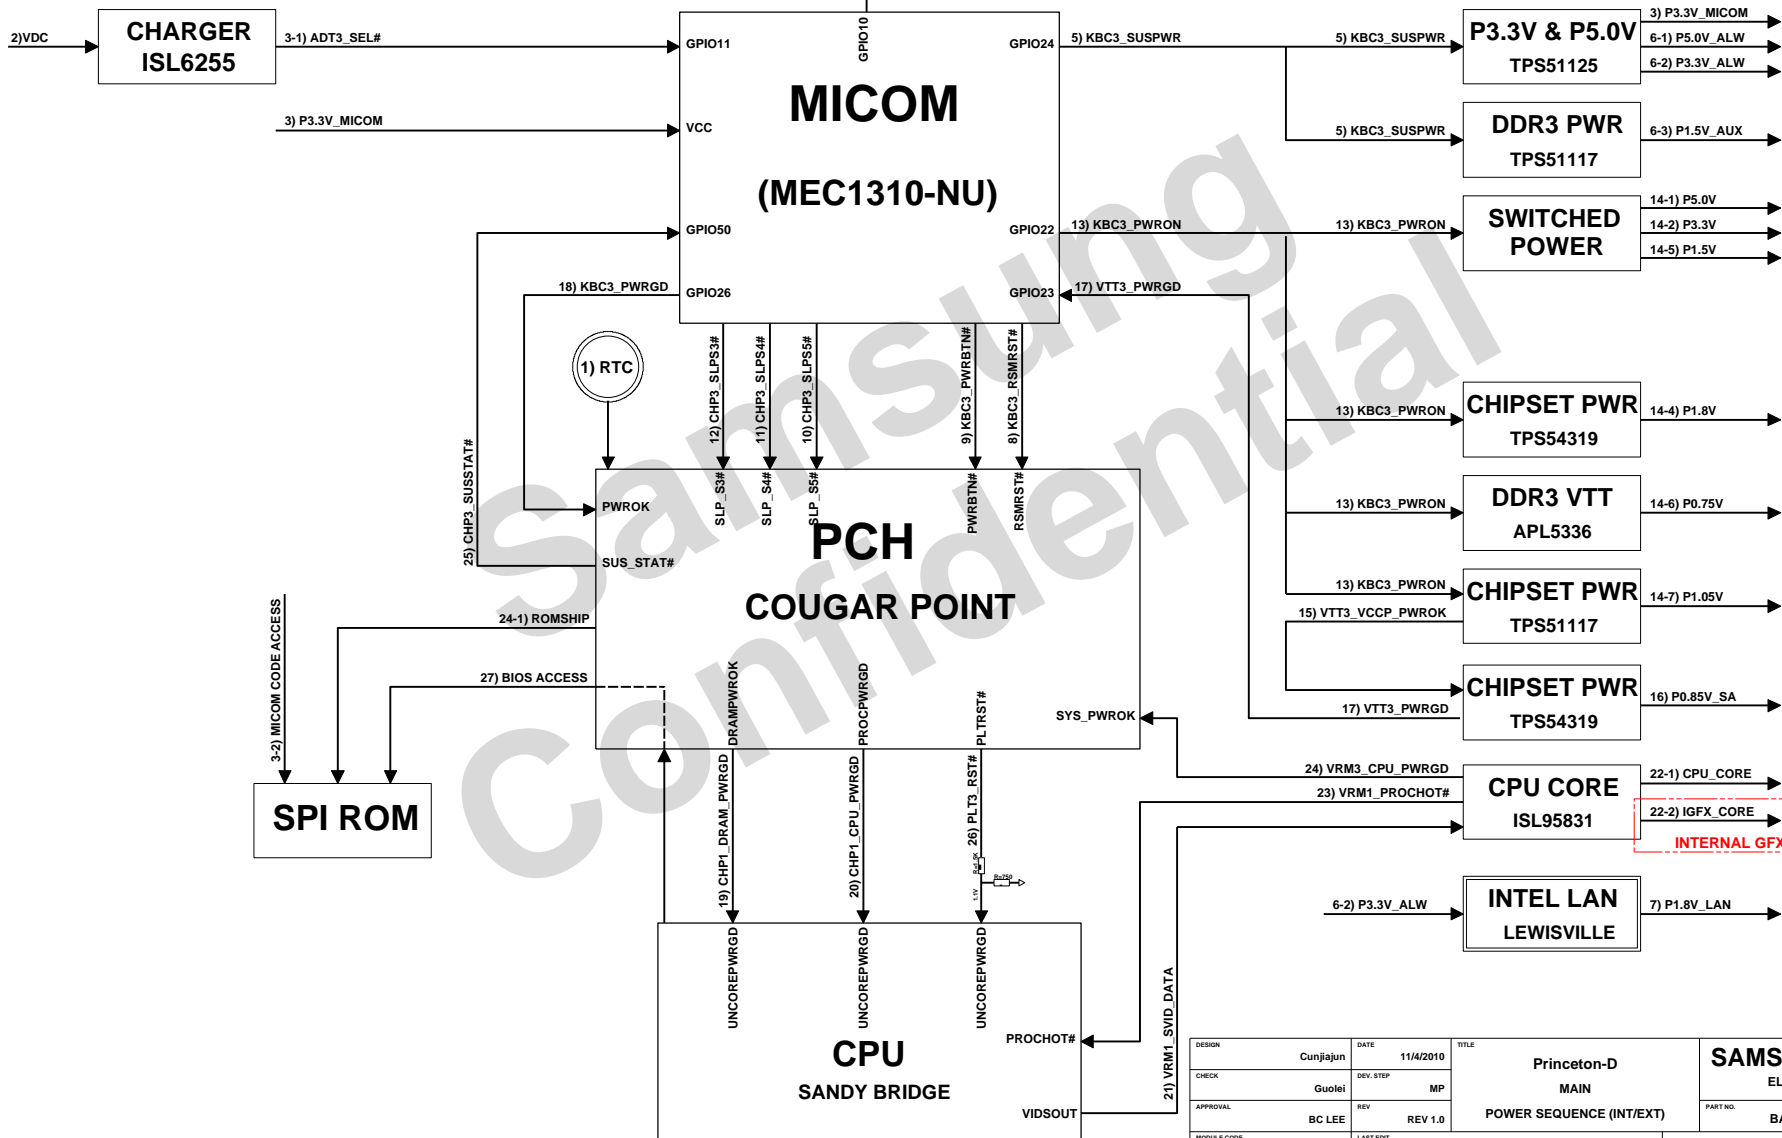 2)VDC
CHARGER
ISL6255
3-1) ADT3_SEL#
3) P3.3V_MICOM
GPIO11
GPIO10
GPIO24
VCC
MICOM
(MEC1310-NU)
GPIO50
GPIO22
GPIO26
GPIO23
5) KBC3_SUSPWR
5) KBC3_SUSPWR
P3.3V & P5.0V
TPS51125
3) P3.3V_MICOM
6-1) P5.0V_ALW
6-2) P3.3V_ALW
5) KBC3_SUSPWR
DDR3 PWR
TPS51117
6-3) P1.5V_AUX
13) KBC3_PWRON
13) KBC3_PWRON
SWITCHED
POWER
14-1) P5.0V
14-2) P3.3V
14-5) P1.5V
18) KBC3_PWRGD
17) VTT3_PWRGD
1) RTC
12) CHP3_SLPS3#
11) CHP3_SLPS4#
10) CHP3_SLPS5#
9) KBC3_PWRBTN#
8) KBC3_RSMRST#
13) KBC3_PWRON
CHIPSET PWR
TPS54319
14-4) P1.8V
25) CHP3_SUSSTAT#
PWROK
SLP_S3#
SLP_S4#
SLP_S5#
PWRBTN#
RSMRST#
13) KBC3_PWRON
DDR3 VTT
APL5336
14-6) P0.75V
SUS_STAT#
PCH
COUGAR POINT
13) KBC3_PWRON
15) VTT3_VCCP_PWROK
CHIPSET PWR
TPS51117
14-7) P1.05V
3-2) MICOM CODE ACCESS
24-1) ROMSHIP
27) BIOS ACCESS
DRAMPWROK
PROCPWRGD
PLTRST#
SYS_PWROK
17) VTT3_PWRGD
CHIPSET PWR
TPS54319
16) P0.85V_SA
SPI ROM
19) CHP1_DRAM_PWRGD
20) CHP1_CPU_PWRGD
26) PLT3_RST#
R=750
1.1V
24) VRM3_CPU_PWRGD
23) VRM1_PROCHOT#
CPU CORE
ISL95831
22-1) CPU_CORE
22-2) IGFX_CORE
INTERNAL GFX
6-2) P3.3V_ALW
INTEL LAN
LEWISVILLE
7) P1.8V_LAN
UNCOREPWRGD
UNCOREPWRGD
UNCOREPWRGD
PROCHOT#
CPU
SANDY BRIDGE
VIDSOUT
21) VRM1_SVID_DATA
DESIGN
Cunjiajun
DATE
11/4/2010
TITLE
Princeton-D
MAIN
POWER SEQUENCE (INT/EXT)
SAMS
EL
CHECK
Guolei
DEV. STEP
MP
APPROVAL
BC LEE
REV
REV 1.0
PART NO.
BA
MODULE CODE
LAST EDIT
Samsung
Confidential